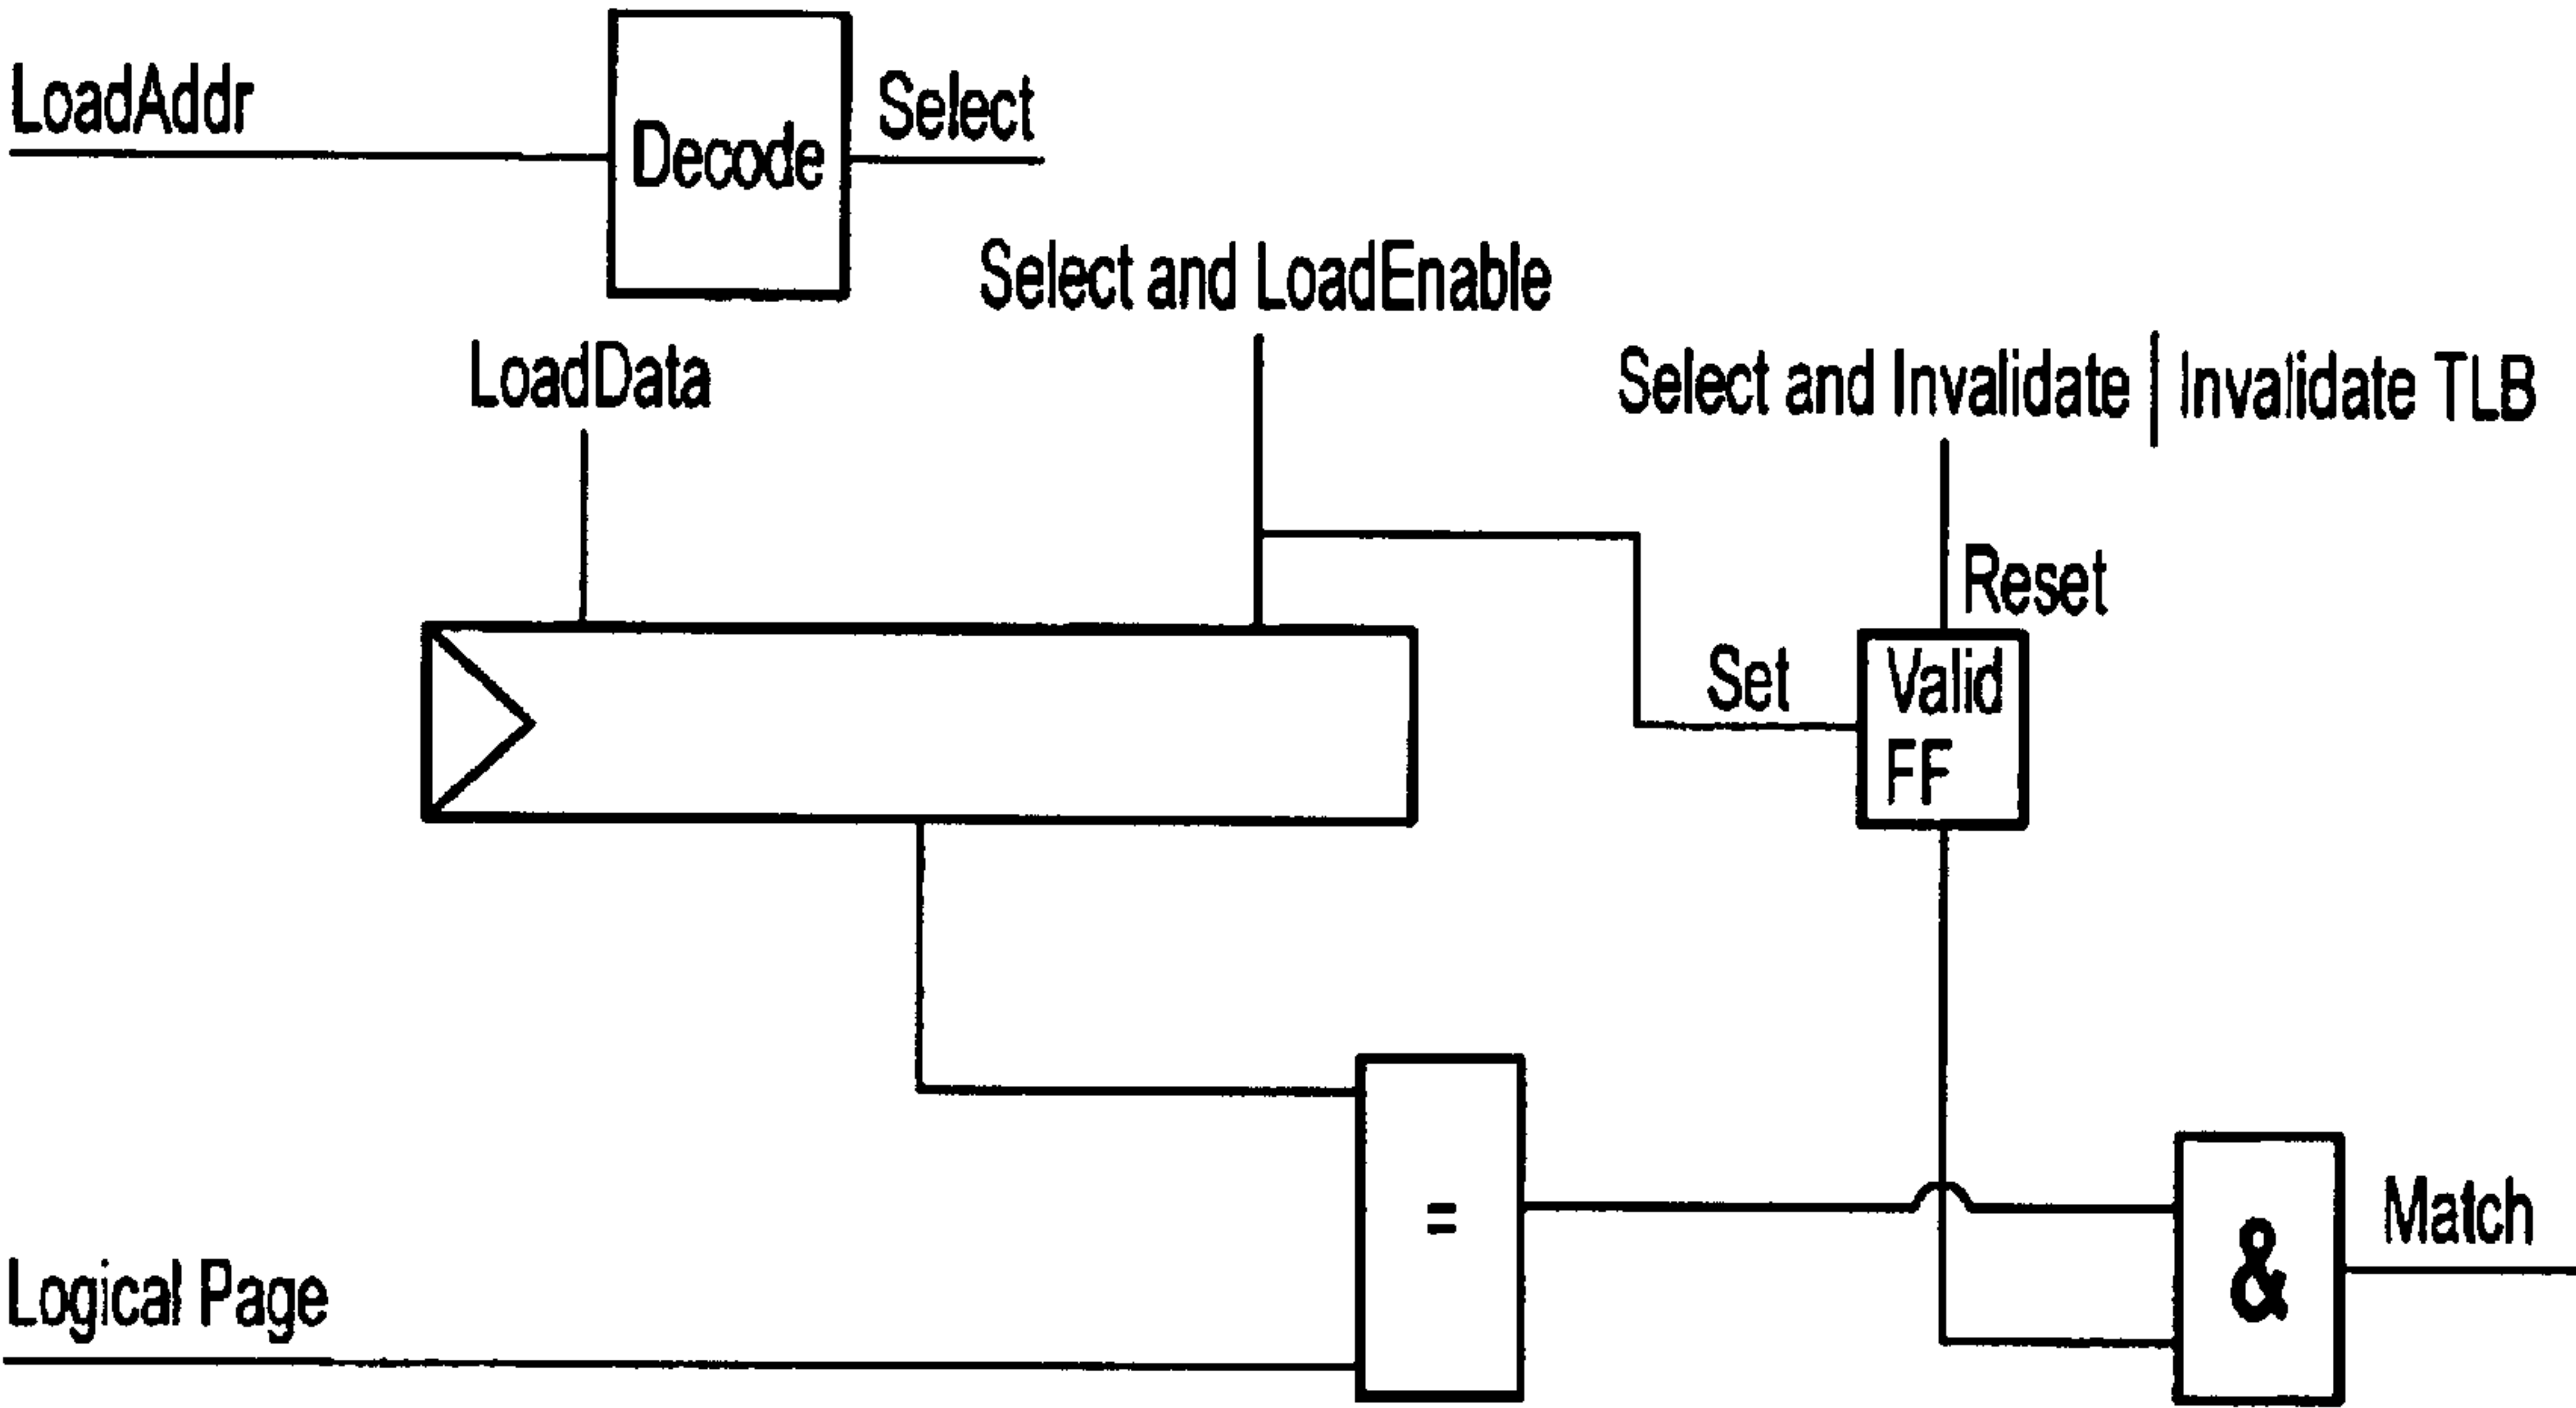 LoadAddr
Decode
Select
Select and LoadEnable
LoadData
Select and Invalidate | Invalidate TLB
Reset
Set
Valid
FF
=
Logical Page
&
Match